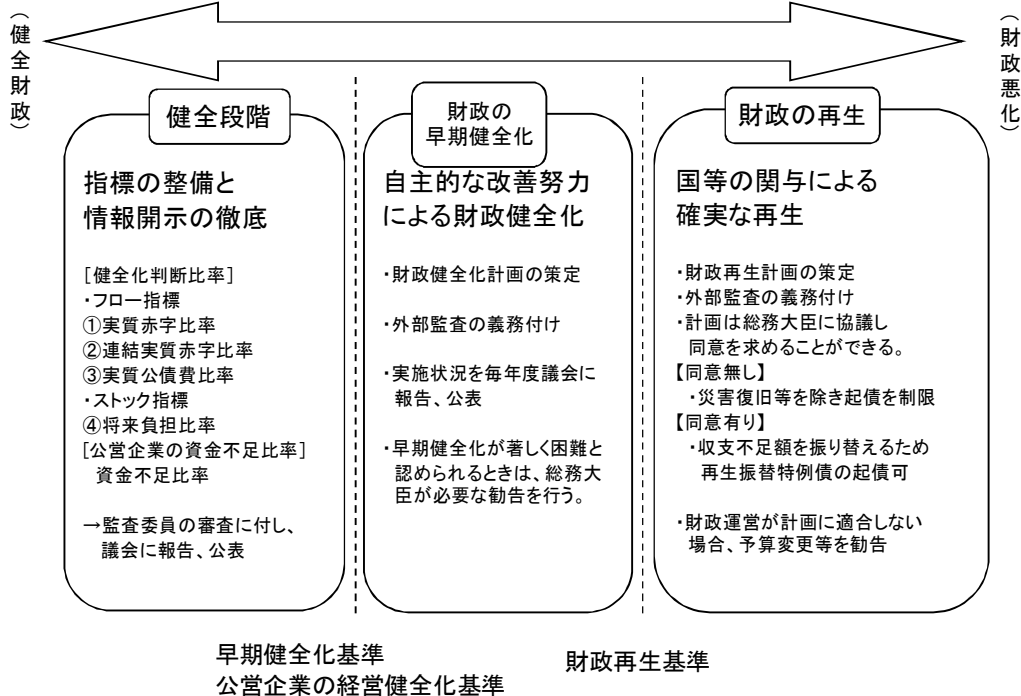 （健全財政）
（財政悪化）
健全段階
指標の整備と
情報開示の徹底
［健全化判断比率］
・フロー指標
①実質赤字比率
②連結実質赤字比率
③実質公債費比率
・ストック指標
④将来負担比率
［公営企業の資金不足比率］
資金不足比率
→監査委員の審査に付し、
議会に報告、公表
財政の
早期健全化
自主的な改善努力
による財政健全化
・財政健全化計画の策定
・外部監査の義務付け
・実施状況を毎年度議会に
報告、公表
・早期健全化が著しく困難と
認められるときは、総務大
臣が必要な勧告を行う。
財政の再生
国等の関与による
確実な再生
・財政再生計画の策定
・外部監査の義務付け
・計画は総務大臣に協議し
同意を求めることができる。
【同意無し】
・災害復旧等を除き起債を制限
【同意有り】
・収支不足額を振り替えるため
再生振替特例債の起債可
・財政運営が計画に適合しない
場合、予算変更等を勧告
早期健全化基準
公営企業の経営健全化基準
財政再生基準